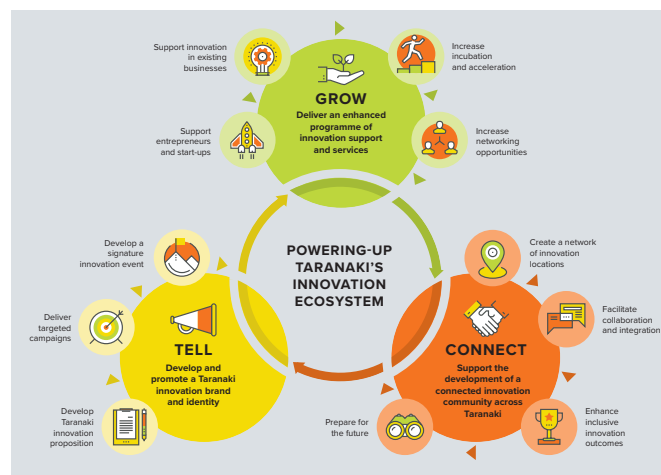 Support innovation
in existing
businesses
Increase
incubation
and acceleration
GROW
Deliver an enhanced
programme of
innovation support
and services
Support
entrepreneurs
and start-ups
Increase
networking
opportunities
POWERING-UP
TARANAKI'S
INNOVATION
ECOSYSTEM
Develop a
signature
innovation event
Deliver
targeted
campaigns
TELL
Develop and
promote a Taranaki
innovation brand
and identity
Develop
Taranaki
innovation
proposition
Create a network
of innovation
locations
Facilitate
collaboration
and integration
CONNECT
Support the
development of a
connected innovation
community across
Taranaki
Prepare for
the future
Enhance
inclusive
innovation
outcomes